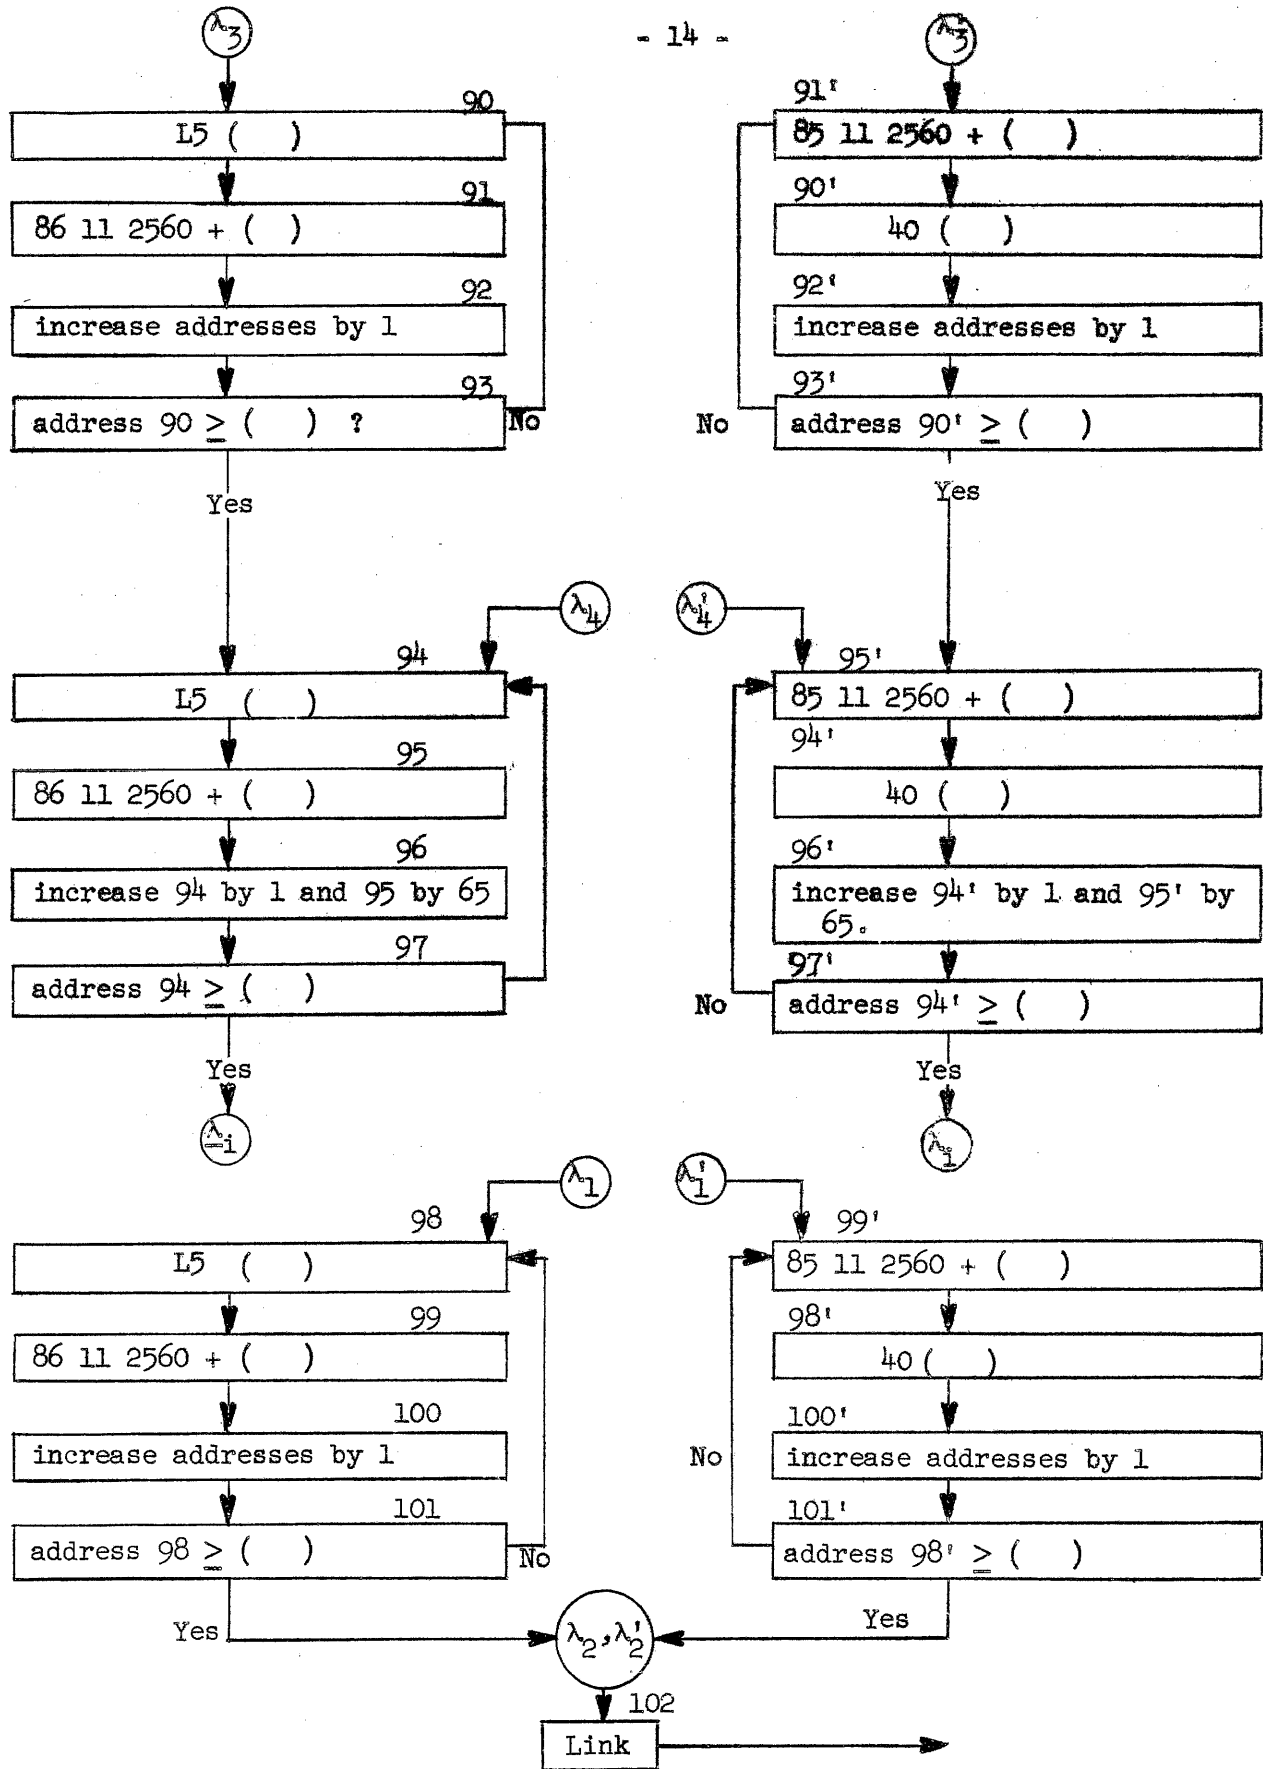 - 14 -
λ3
90
L5 ( )
91
86 11 2560 + ( )
92
increase addresses by 1
93
address 90 ≥ ( ) ?
No
Yes
λ4
94
L5 ( )
95
86 11 2560 + ( )
96
increase 94 by 1 and 95 by 65
97
address 94 ≥ ( )
Yes
λi
λ1
98
L5 ( )
99
86 11 2560 + ( )
100
increase addresses by 1
101
address 98 ≥ ( )
No
Yes
λ'3
91'
85 11 2560 + ( )
90'
40 ( )
92'
increase addresses by 1
93'
address 90' ≥ ( )
No
Yes
λ'4
95'
85 11 2560 + ( )
94'
40 ( )
96'
increase 94' by 1 and 95' by
65.
97'
address 94' ≥ ( )
No
Yes
λi
λ'1
99'
85 11 2560 + ( )
98'
40 ( )
100'
increase addresses by 1
101'
address 98' ≥ ( )
No
Yes
λ2,λ'2
102
Link